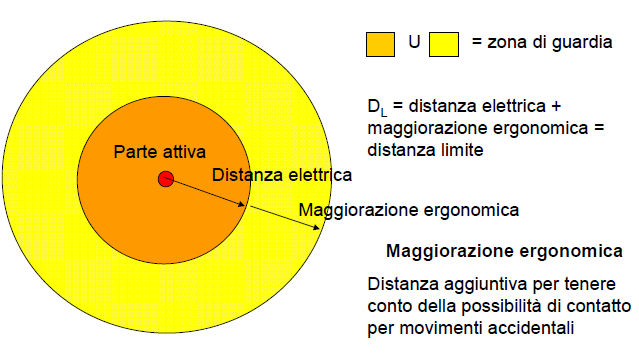 U = zona di guardia
D_L = distanza elettrica +
maggiorazione ergonomica =
distanza limite
Parte attiva
Distanza elettrica
Maggiorazione ergonomica
Maggiorazione ergonomica
Distanza aggiuntiva per tenere
conto della possibilità di contatto
per movimenti accidentali